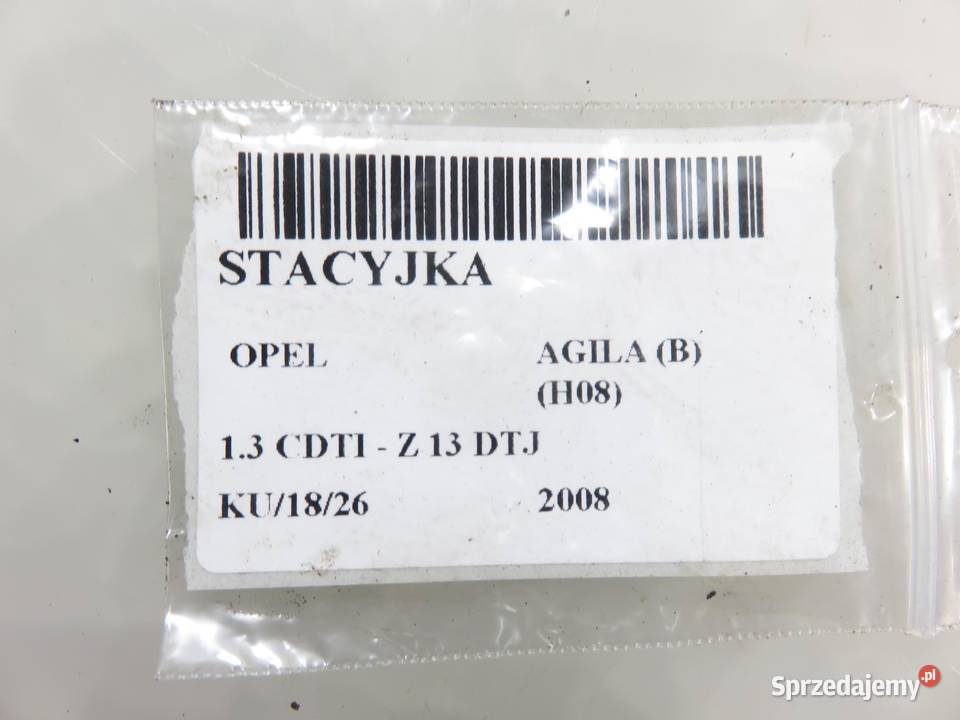 STACYJKA
OPEL AGILA (B)
(H08)
1.3 CDTI - Z 13 DTJ
KU/18/26 2008
Sprzedajemy.pl